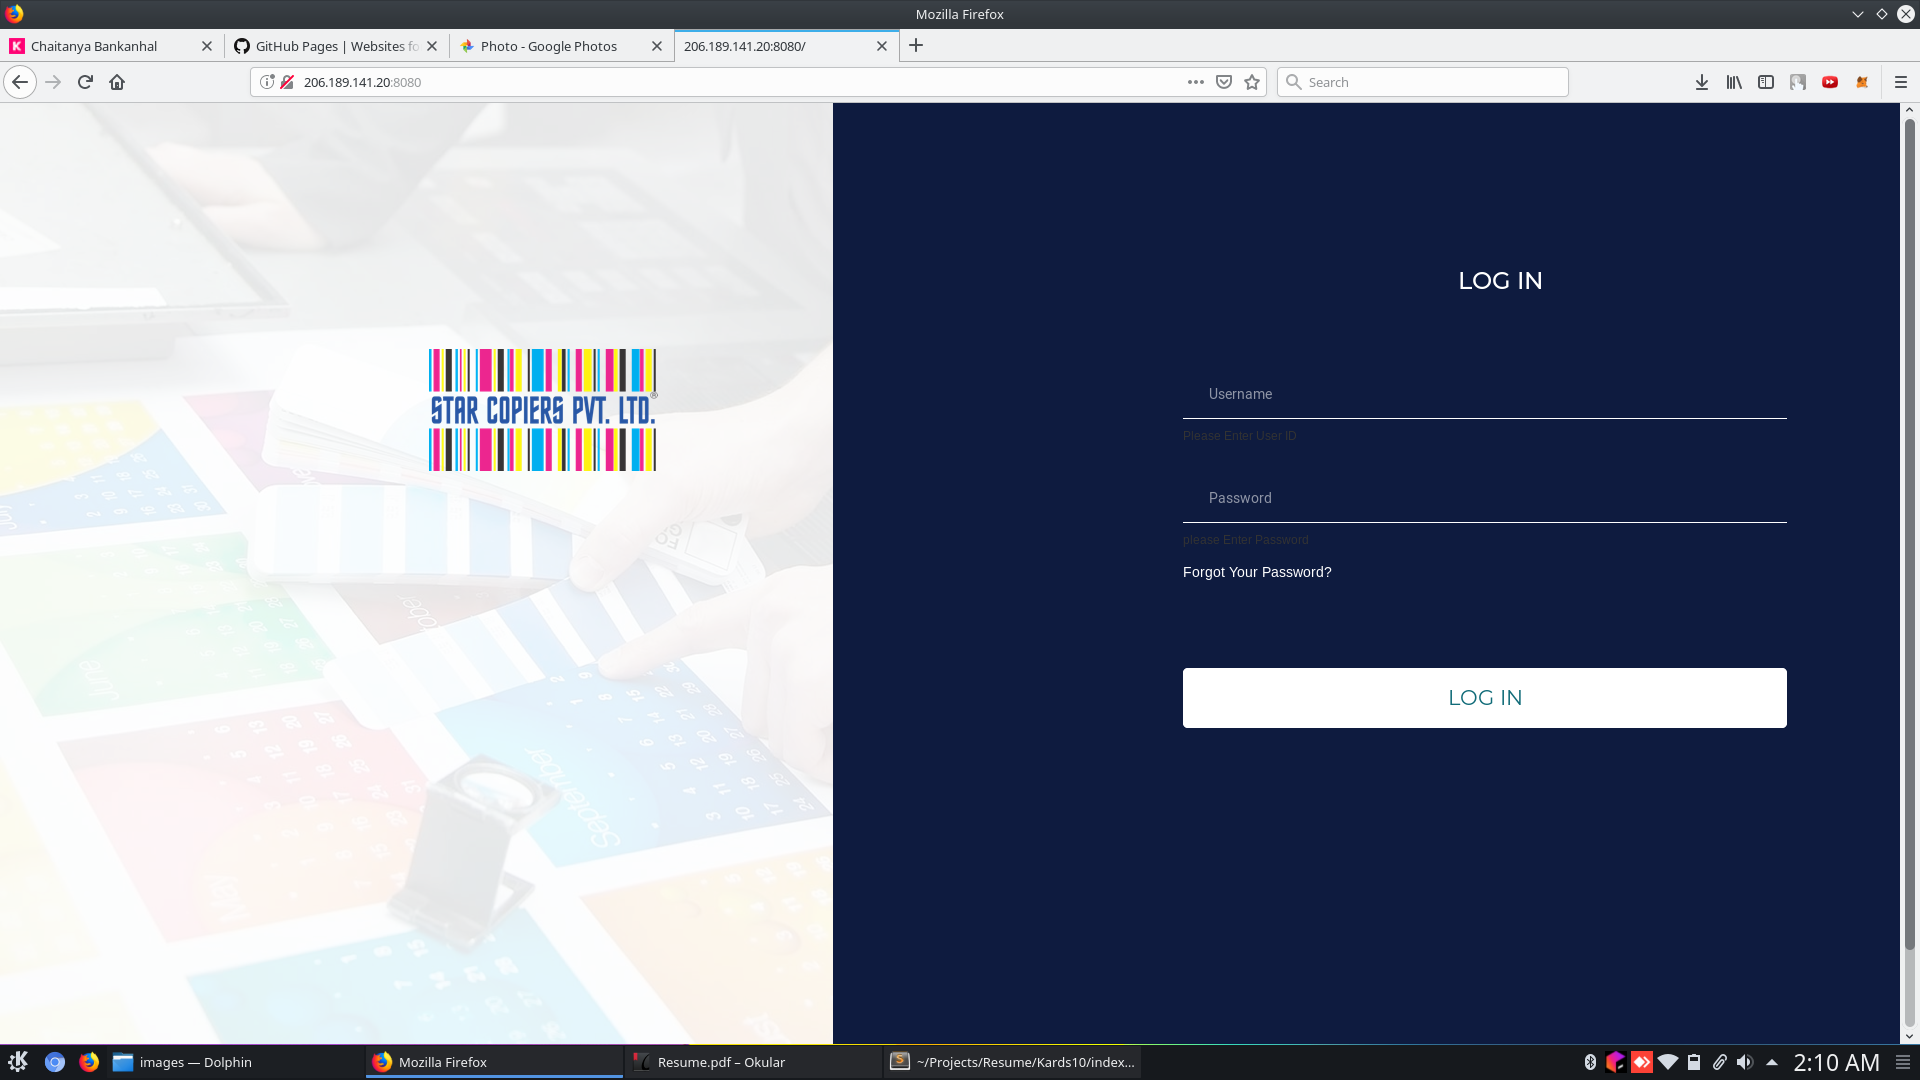 Mozilla Firefox
Chaitanya Bankanhal
GitHub Pages | Websites fo
Photo - Google Photos
206.189.141.20:8080/
206.189.141.20:8080
Search
STAR COPIERS PVT. LTD.®
LOG IN
Username
Please Enter User ID
Password
please Enter Password
Forgot Your Password?
LOG IN
September
images — Dolphin
Mozilla Firefox
Resume.pdf – Okular
~/Projects/Resume/Kards10/index...
2:10 AM